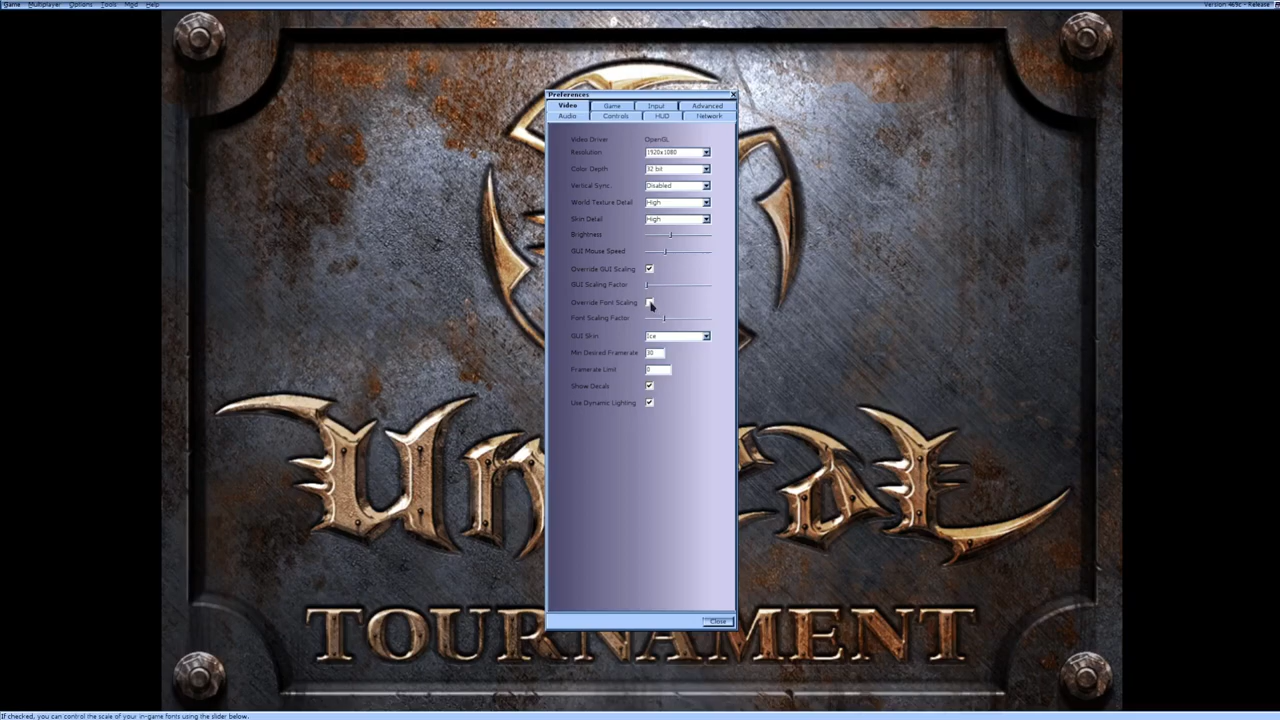 Game Multiplayer Options Tools Mod Help
Version 469c - Release
Preferences
Video Game Input Advanced
Audio Controls HUD Network
Video Driver OpenGL
Resolution 1920x1080
Color Depth 32 bit
Vertical Sync. Disabled
World Texture Detail High
Skin Detail High
Brightness
GUI Mouse Speed
Override GUI Scaling
GUI Scaling Factor
Override Font Scaling
Font Scaling Factor
GUI Skin Ice
Min Desired Framerate 30
Framerate Limit 0
Show Decals
Use Dynamic Lighting
TOURNAMENT
Close
If checked, you can control the scale of your in-game fonts using the slider below.